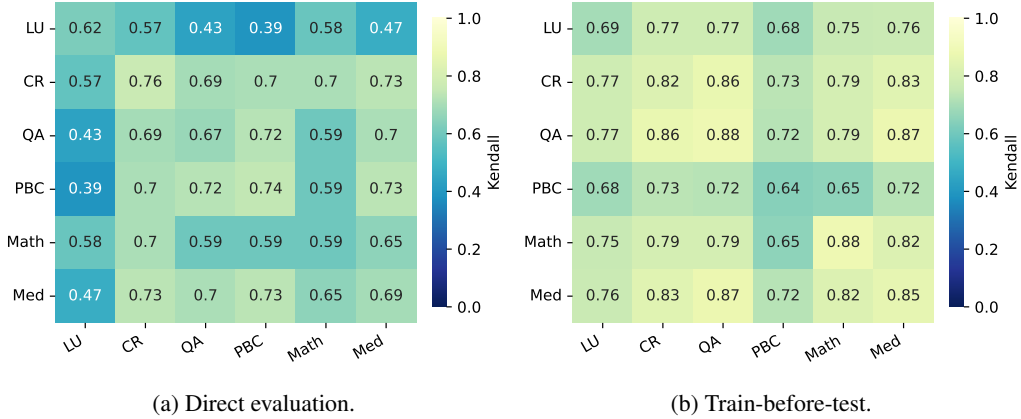 LU 0.62 0.57 0.43 0.39 0.58 0.47
CR 0.57 0.76 0.69 0.7 0.7 0.73
QA 0.43 0.69 0.67 0.72 0.59 0.7
PBC 0.39 0.7 0.72 0.74 0.59 0.73
Math 0.58 0.7 0.59 0.59 0.59 0.65
Med 0.47 0.73 0.7 0.73 0.65 0.69
LU CR QA PBC Math Med
1.0
0.8
0.6
0.4
0.2
0.0
Kendall
(a) Direct evaluation.
LU 0.69 0.77 0.77 0.68 0.75 0.76
CR 0.77 0.82 0.86 0.73 0.79 0.83
QA 0.77 0.86 0.88 0.72 0.79 0.87
PBC 0.68 0.73 0.72 0.64 0.65 0.72
Math 0.75 0.79 0.79 0.65 0.88 0.82
Med 0.76 0.83 0.87 0.72 0.82 0.85
LU CR QA PBC Math Med
1.0
0.8
0.6
0.4
0.2
0.0
Kendall
(b) Train-before-test.